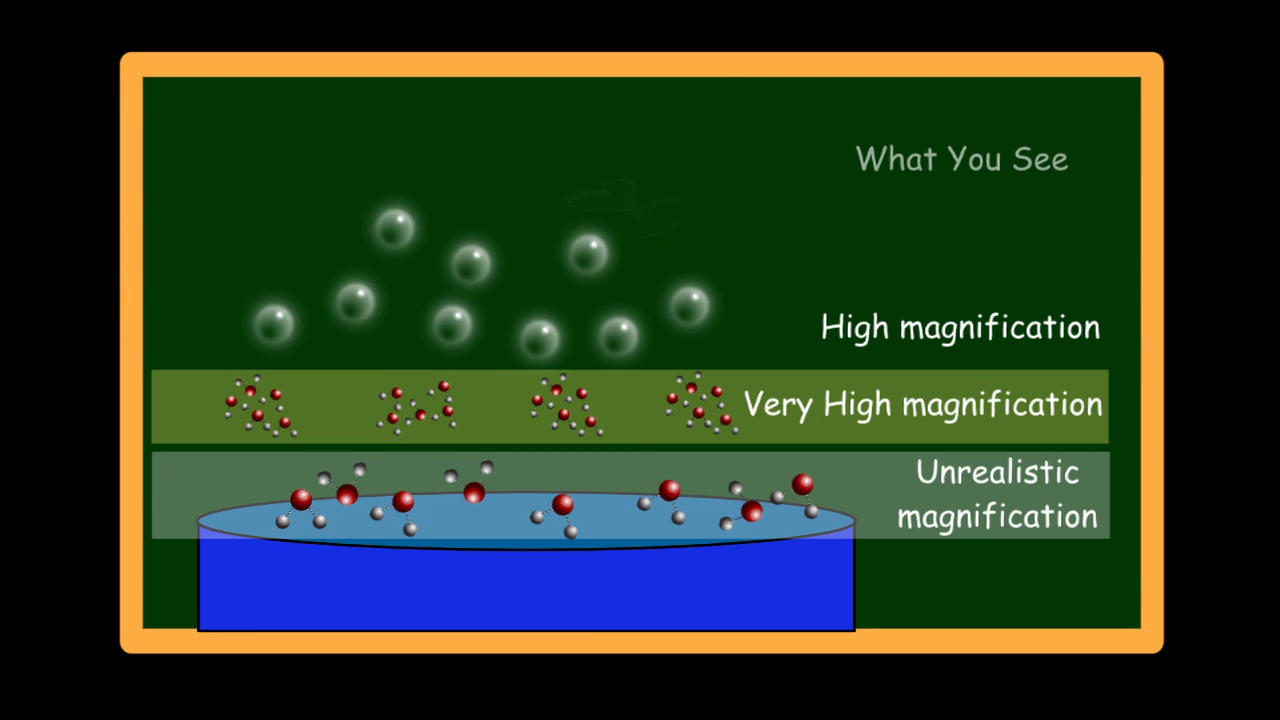 What You See
High magnification
Very High magnification
Unrealistic
magnification